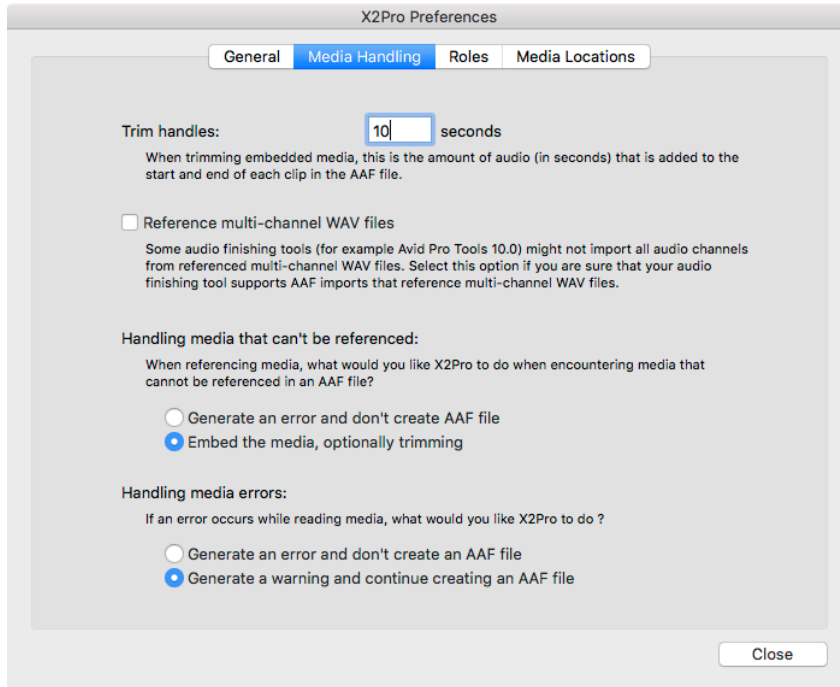 X2Pro Preferences
General Media Handling Roles Media Locations
Trim handles: 10 seconds
When trimming embedded media, this is the amount of audio (in seconds) that is added to the
start and end of each clip in the AAF file.
Reference multi-channel WAV files
Some audio finishing tools (for example Avid Pro Tools 10.0) might not import all audio channels
from referenced multi-channel WAV files. Select this option if you are sure that your audio
finishing tool supports AAF imports that reference multi-channel WAV files.
Handling media that can't be referenced:
When referencing media, what would you like X2Pro to do when encountering media that
cannot be referenced in an AAF file?
Generate an error and don't create AAF file
Embed the media, optionally trimming
Handling media errors:
If an error occurs while reading media, what would you like X2Pro to do ?
Generate an error and don't create an AAF file
Generate a warning and continue creating an AAF file
Close